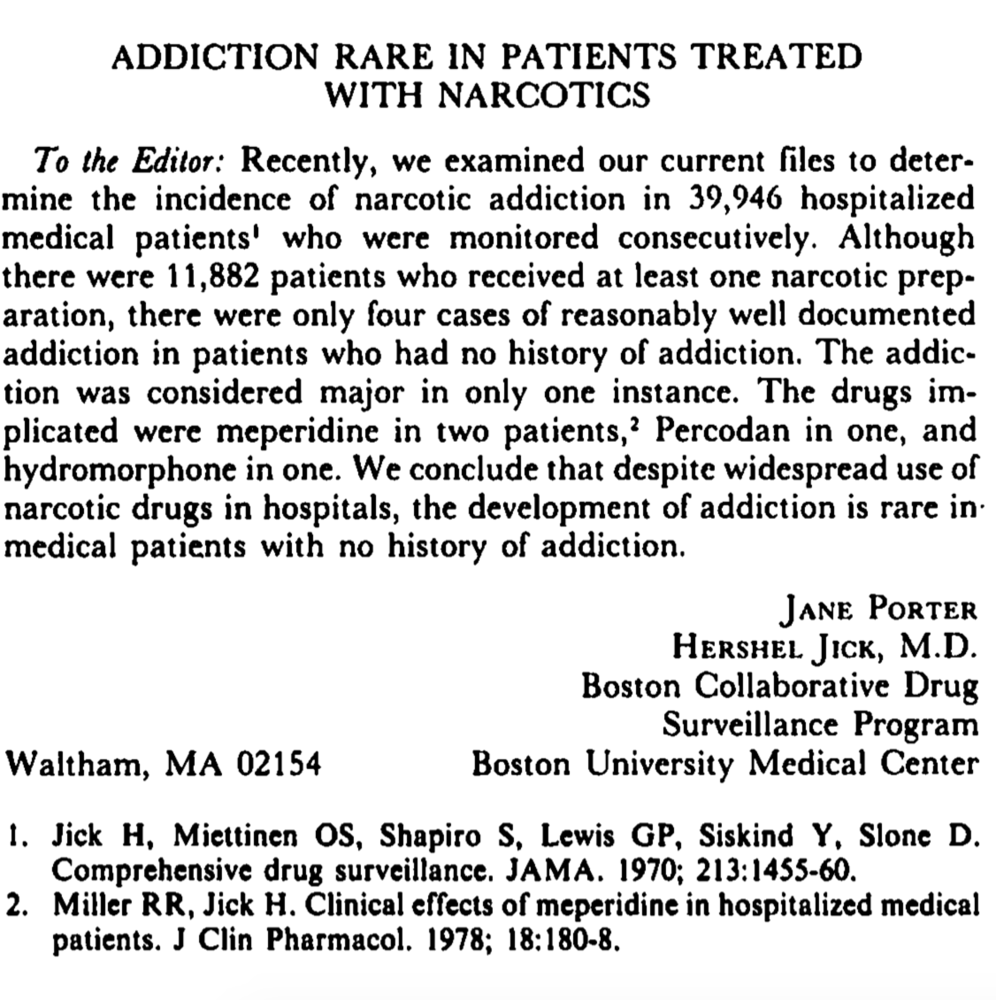 ADDICTION RARE IN PATIENTS TREATED
WITH NARCOTICS
To the Editor: Recently, we examined our current files to deter-
mine the incidence of narcotic addiction in 39,946 hospitalized
medical patients¹ who were monitored consecutively. Although
there were 11,882 patients who received at least one narcotic prep-
aration, there were only four cases of reasonably well documented
addiction in patients who had no history of addiction. The addic-
tion was considered major in only one instance. The drugs im-
plicated were meperidine in two patients,² Percodan in one, and
hydromorphone in one. We conclude that despite widespread use of
narcotic drugs in hospitals, the development of addiction is rare in
medical patients with no history of addiction.
JANE PORTER
HERSHEL JICK, M.D.
Boston Collaborative Drug
Surveillance Program
Waltham, MA 02154 Boston University Medical Center
1. Jick H, Miettinen OS, Shapiro S, Lewis GP, Siskind Y, Slone D.
Comprehensive drug surveillance. JAMA. 1970; 213:1455-60.
2. Miller RR, Jick H. Clinical effects of meperidine in hospitalized medical
patients. J Clin Pharmacol. 1978; 18:180-8.